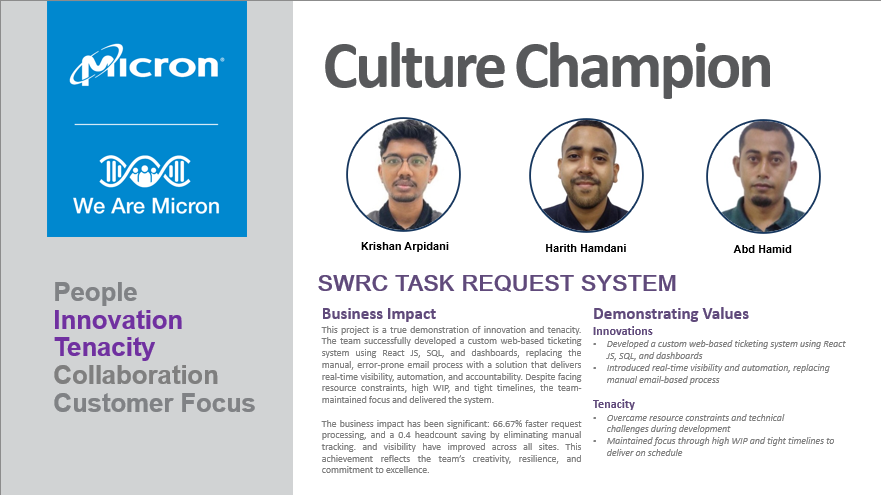 Micron®
We Are Micron
People
Innovation
Tenacity
Collaboration
Customer Focus
Culture Champion
Krishan Arpidani
Harith Hamdani
Abd Hamid
SWRC TASK REQUEST SYSTEM
Business Impact
This project is a true demonstration of innovation and tenacity.
The team successfully developed a custom web-based ticketing
system using React JS, SQL, and dashboards, replacing the
manual, error-prone email process with a solution that delivers
real-time visibility, automation, and accountability. Despite facing
resource constraints, high WIP, and tight timelines, the team-
maintained focus and delivered the system.
The business impact has been significant: 66.67% faster request
processing, and a 0.4 headcount saving by eliminating manual
tracking. and visibility have improved across all sites. This
achievement reflects the team's creativity, resilience, and
commitment to excellence.
Demonstrating Values
Innovations
• Developed a custom web-based ticketing system using React
JS, SQL, and dashboards
• Introduced real-time visibility and automation, replacing
manual email-based process
Tenacity
• Overcame resource constraints and technical
challenges during development
• Maintained focus through high WIP and tight timelines to
deliver on schedule